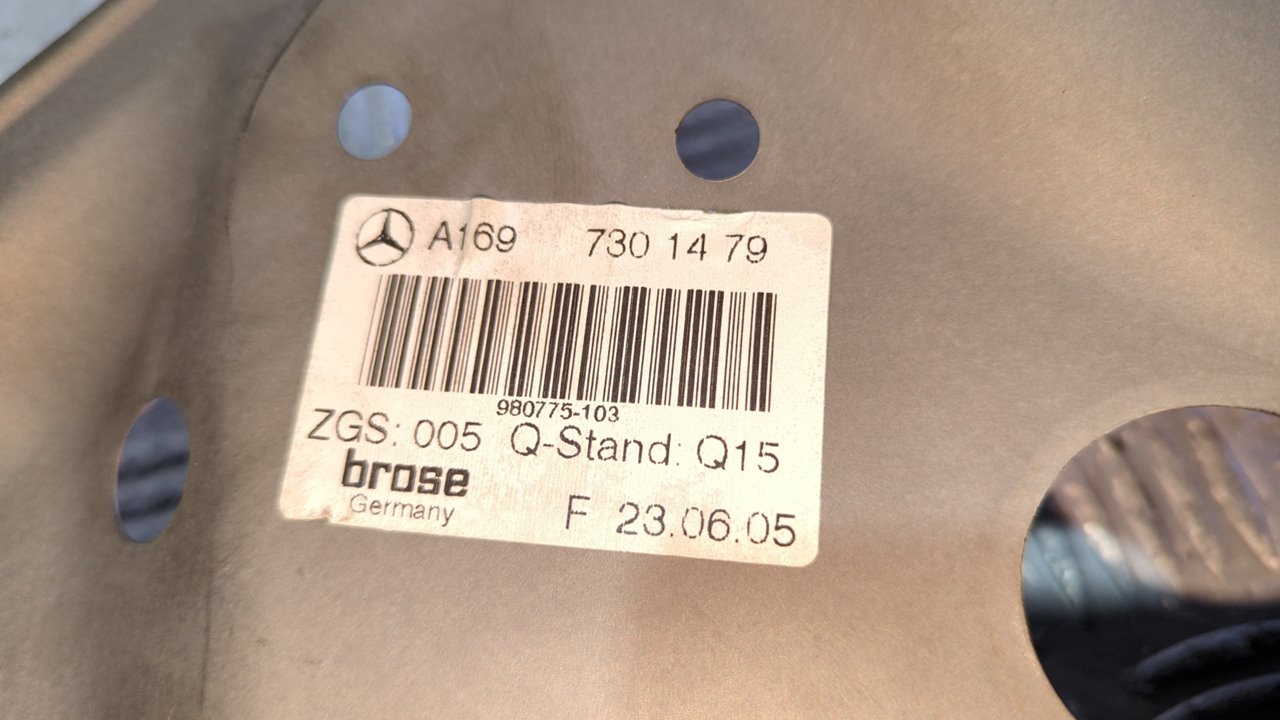 A169 730 14 79
980775-103
ZGS: 005 Q-Stand: Q15
brose
Germany
F 23.06.05